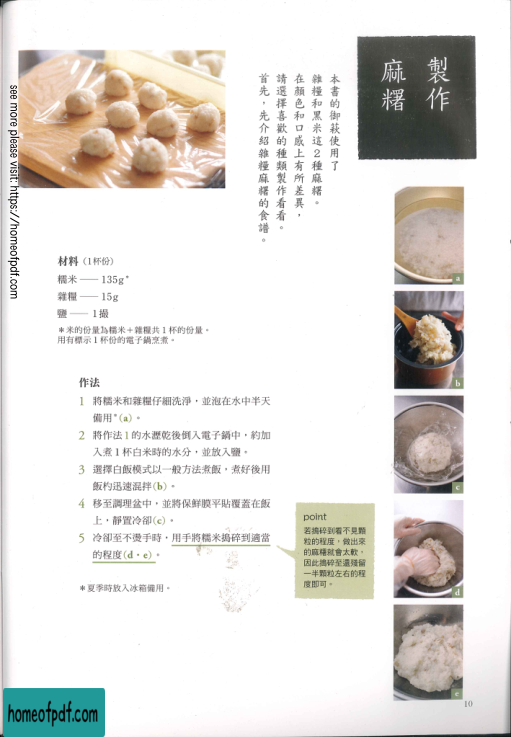 製作
麻糬
本書的御萩使用了
雜糧和黑米這2種麻糬。
在顏色和口感上有所差異，
請選擇喜歡的種類製作看看。
首先，先介紹雜糧麻糬的食譜。
see more please visit: https://homeofpdf.com
材料（1杯份）
糯米 —— 135g*
雜糧 —— 15g
鹽 —— 1撮
＊米的份量為糯米＋雜糧共1杯的份量。
用有標示1杯份的電子鍋烹煮。
作法
1 將糯米和雜糧仔細洗淨，並泡在水中半天
備用*（a）。
2 將作法1的水瀝乾後倒入電子鍋中，約加
入煮1杯白米時的水分，並放入鹽。
3 選擇白飯模式以一般方法煮飯，煮好後用
飯杓迅速混拌（b）。
4 移至調理盆中，並將保鮮膜平貼覆蓋在飯
上，靜置冷卻（c）。
5 冷卻至不燙手時，用手將糯米搗碎到適當
的程度（d・e）。
＊夏季時放入冰箱備用。
point
若搗碎到看不見顆
粒的程度，做出來
的麻糬就會太軟，
因此搗碎至還殘留
一半顆粒左右的程
度即可。
a
b
c
d
e
10
homeofpdf.com